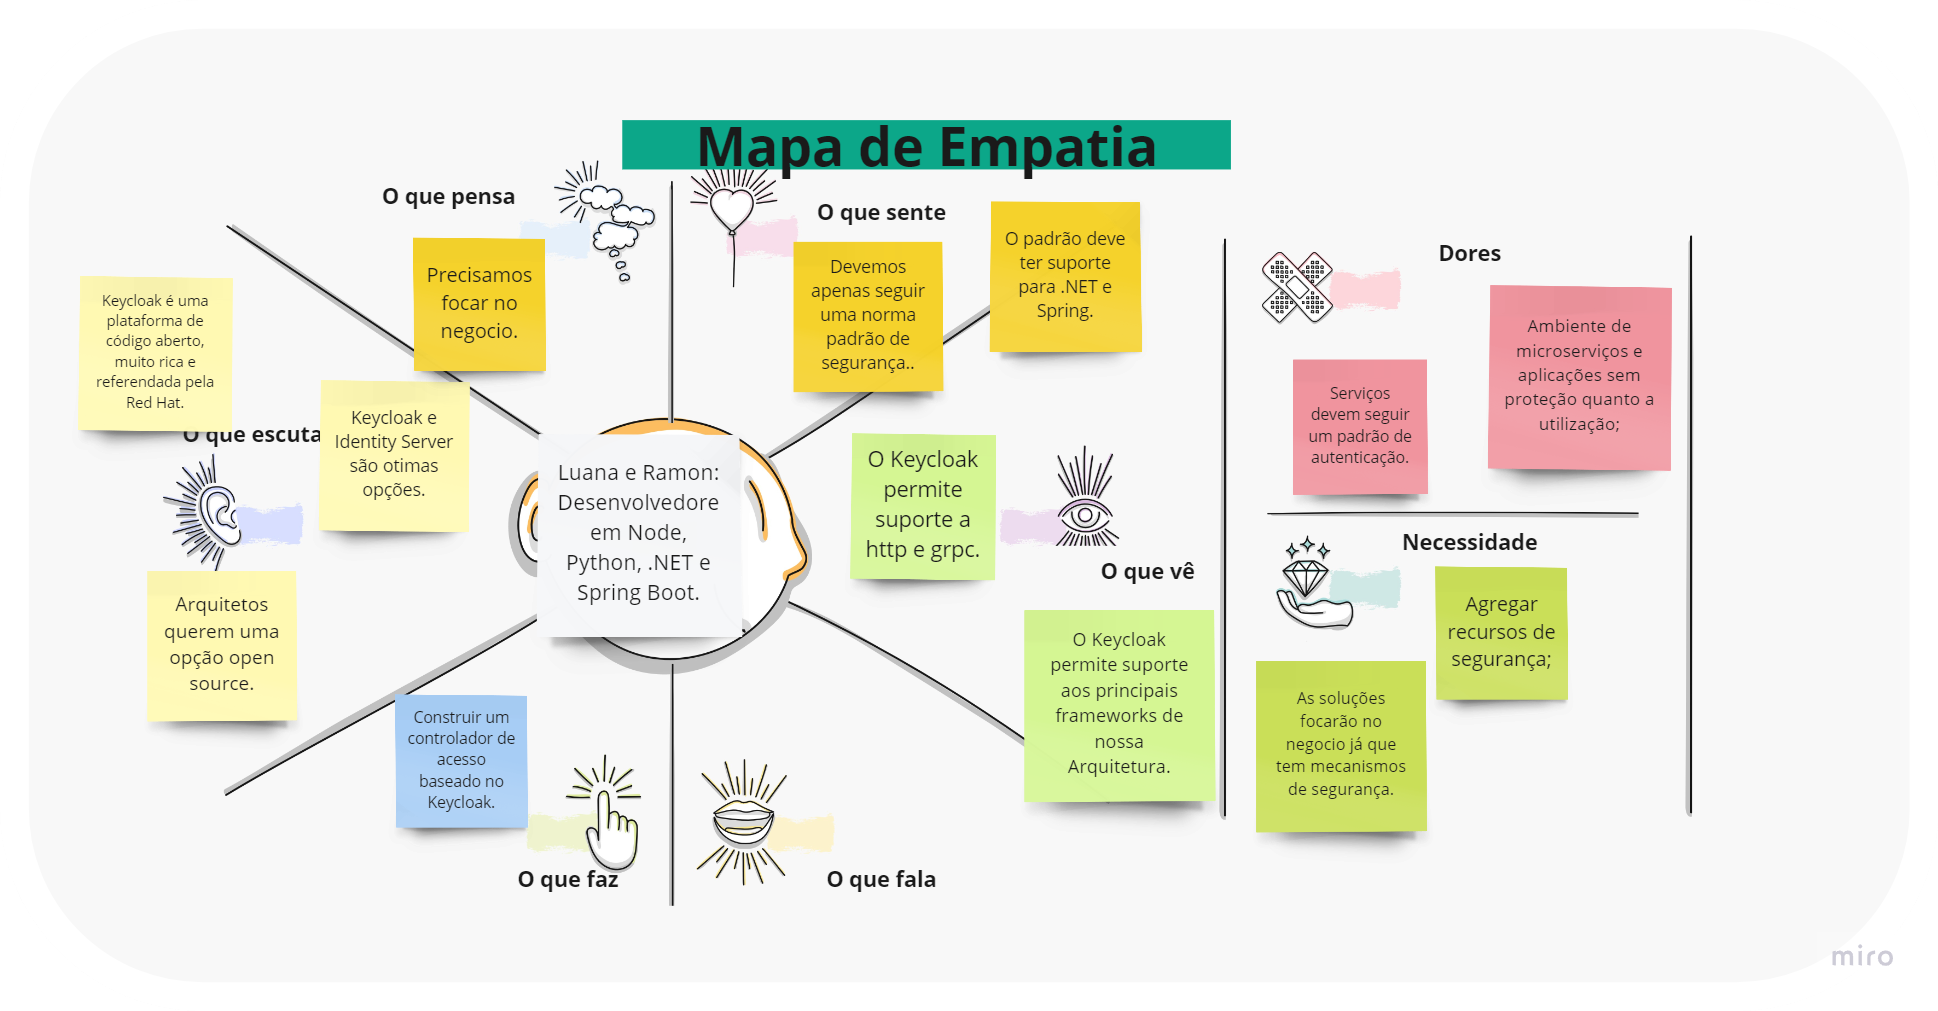 Mapa de Empatia
O que pensa
Precisamos
focar no
negocio.
O que sente
Devemos
apenas seguir
uma norma
padrão de
segurança..
O padrão deve
ter suporte
para .NET e
Spring.
Keycloak é uma
plataforma de
código aberto,
muito rica e
referendada pela
Red Hat.
O que escuta
Keycloak e
Identity Server
são otimas
opções.
Arquitetos
querem uma
opção open
source.
Luana e Ramon:
Desenvolvedore
em Node,
Python, .NET e
Spring Boot.
O Keycloak
permite
suporte a
http e grpc.
O que vê
O Keycloak
permite suporte
aos principais
frameworks de
nossa
Arquitetura.
Construir um
controlador de
acesso
baseado no
Keycloak.
O que faz
O que fala
Dores
Serviços
devem seguir
um padrão de
autenticação.
Ambiente de
microserviços e
aplicações sem
proteção quanto a
utilização;
Necessidade
Agregar
recursos de
segurança;
As soluções
focarão no
negocio já que
tem mecanismos
de segurança.
miro